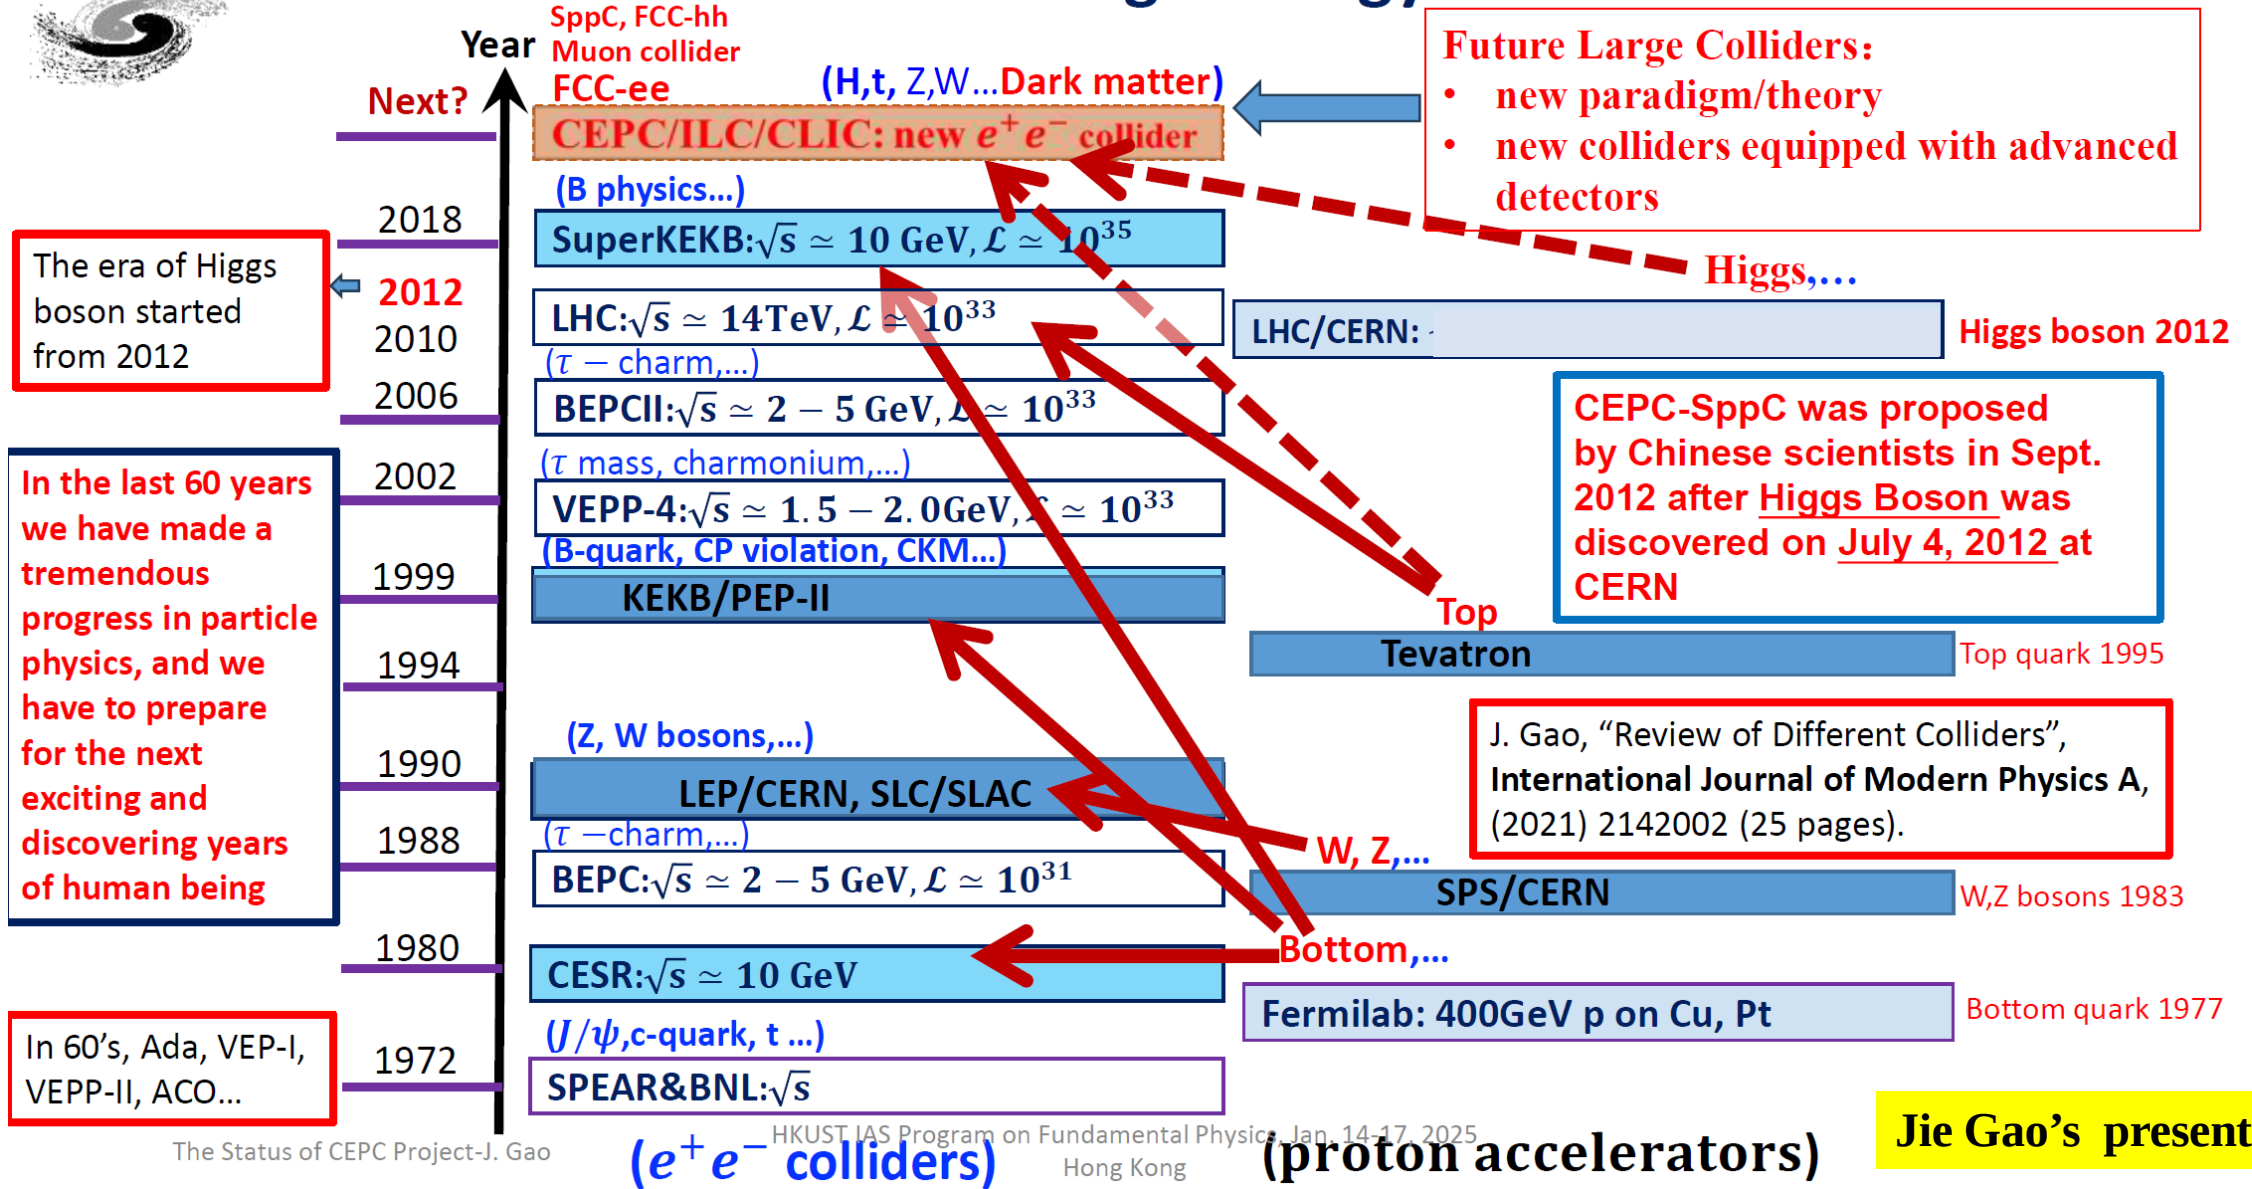 SppC, FCC-hh
Muon collider
FCC-ee
Year
Next?
(H,t, Z,W...Dark matter)
CEPC/ILC/CLIC: new e⁺ e⁻ collider
Future Large Colliders:
• new paradigm/theory
• new colliders equipped with advanced
detectors
(B physics...)
2018
SuperKEKB:√s ≃ 10 GeV, ℒ ≃ 10³⁵
The era of Higgs
boson started
from 2012
2012
2010
Higgs,...
LHC:√s ≃ 14TeV, ℒ ≃ 10³³
LHC/CERN:
Higgs boson 2012
(τ − charm,...)
2006
BEPCII:√s ≃ 2 − 5 GeV, ℒ ≃ 10³³
CEPC-SppC was proposed
by Chinese scientists in Sept.
2012 after Higgs Boson was
discovered on July 4, 2012 at
CERN
In the last 60 years
we have made a
tremendous
progress in particle
physics, and we
have to prepare
for the next
exciting and
discovering years
of human being
(τ mass, charmonium,...)
2002
VEPP-4:√s ≃ 1.5 − 2.0GeV, ℒ ≃ 10³³
(B-quark, CP violation, CKM...)
1999
KEKB/PEP-II
Top
1994
Tevatron
Top quark 1995
(Z, W bosons,...)
J. Gao, “Review of Different Colliders”,
International Journal of Modern Physics A,
(2021) 2142002 (25 pages).
1990
LEP/CERN, SLC/SLAC
(τ −charm,...)
1988
W, Z,...
BEPC:√s ≃ 2 − 5 GeV, ℒ ≃ 10³¹
SPS/CERN
W,Z bosons 1983
1980
Bottom,...
CESR:√s ≃ 10 GeV
Fermilab: 400GeV p on Cu, Pt
Bottom quark 1977
In 60's, Ada, VEP-I,
VEPP-II, ACO...
(J/ψ,c-quark, t ...)
1972
SPEAR&BNL:√s
The Status of CEPC Project-J. Gao
(e⁺e⁻ colliders)
HKUST IAS Program on Fundamental Physics, Jan. 14-17, 2025
Hong Kong
(proton accelerators)
Jie Gao’s present